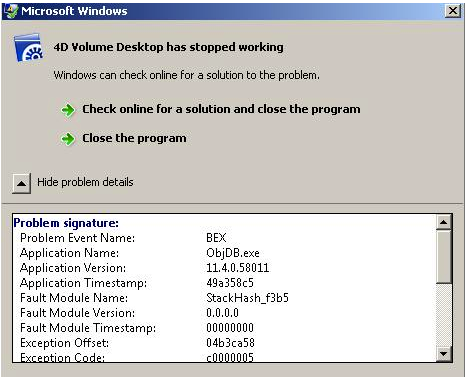 Microsoft Windows
4D Volume Desktop has stopped working
Windows can check online for a solution to the problem.
Check online for a solution and close the program
Close the program
Hide problem details
Problem signature:
Problem Event Name: BEX
Application Name: ObjDB.exe
Application Version: 11.4.0.58011
Application Timestamp: 49a358c5
Fault Module Name: StackHash_f3b5
Fault Module Version: 0.0.0.0
Fault Module Timestamp: 00000000
Exception Offset: 04b3ca58
Exception Code: c0000005